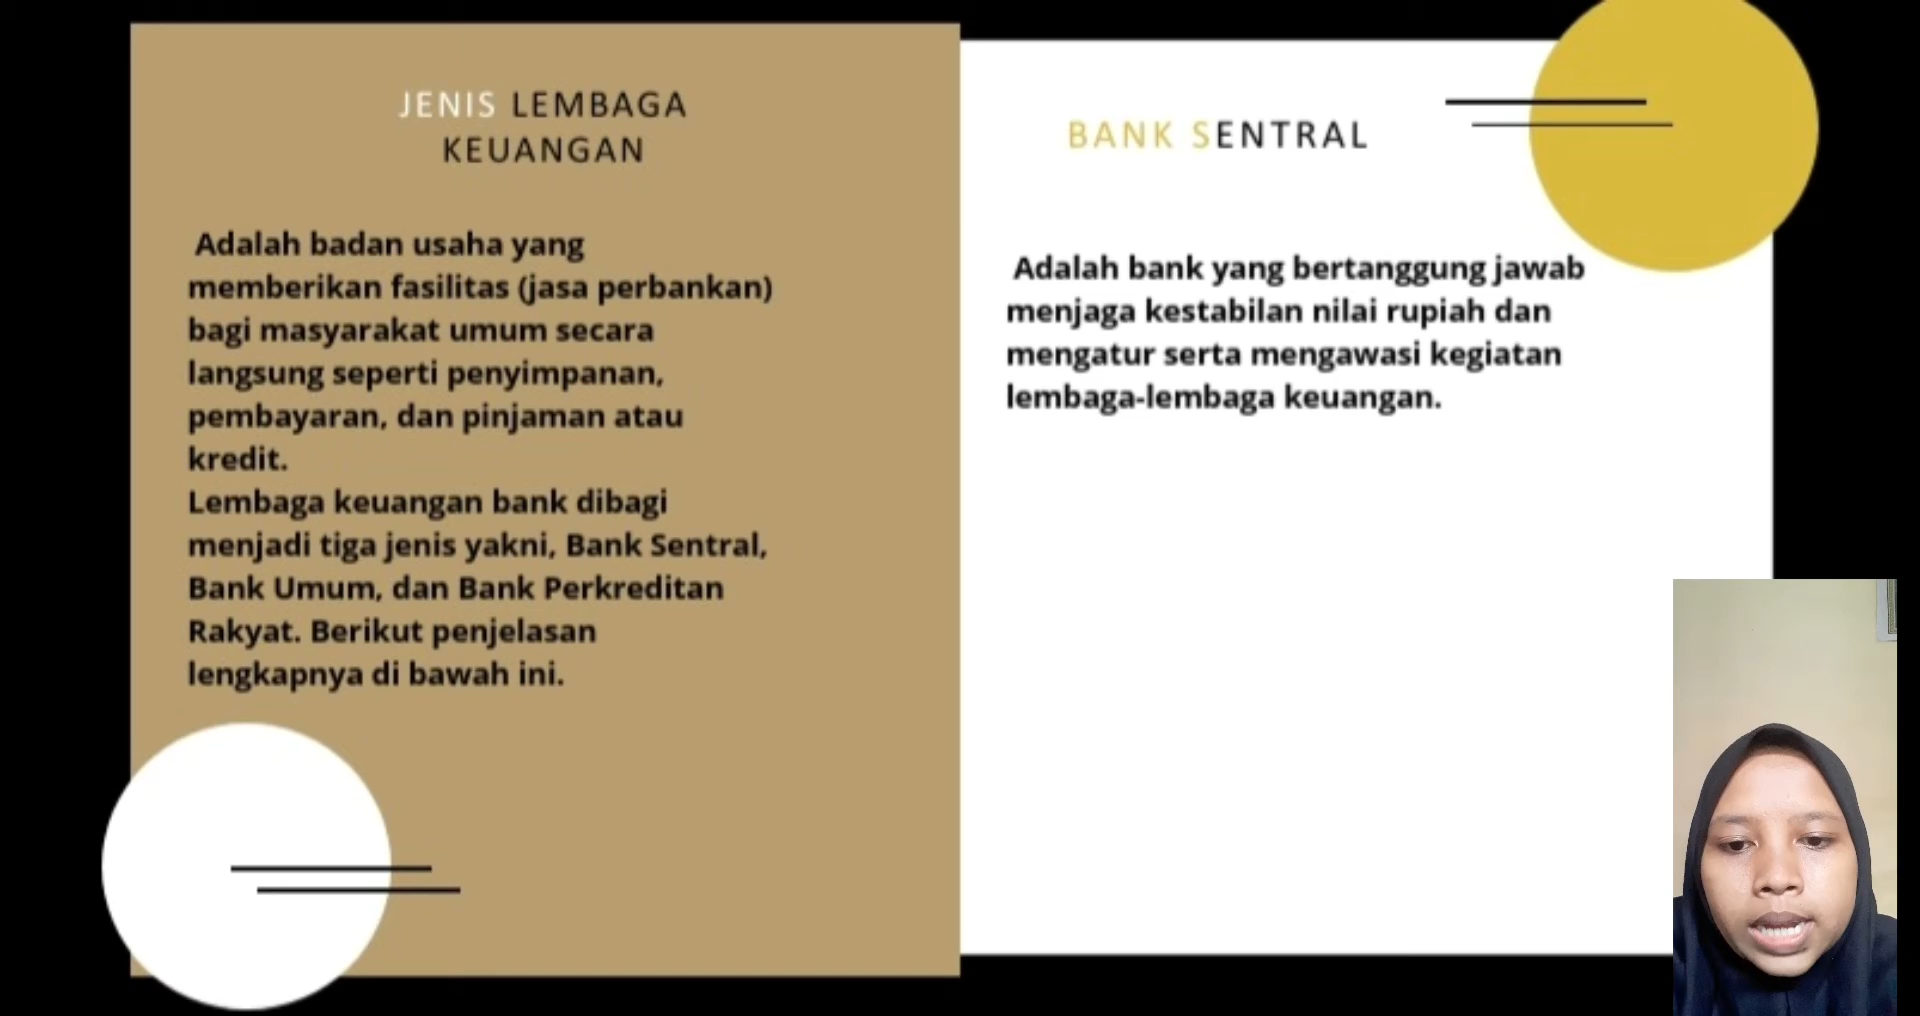 JENIS LEMBAGA
KEUANGAN
Adalah badan usaha yang
memberikan fasilitas (jasa perbankan)
bagi masyarakat umum secara
langsung seperti penyimpanan,
pembayaran, dan pinjaman atau
kredit.
Lembaga keuangan bank dibagi
menjadi tiga jenis yakni, Bank Sentral,
Bank Umum, dan Bank Perkreditan
Rakyat. Berikut penjelasan
lengkapnya di bawah ini.
BANK SENTRAL
Adalah bank yang bertanggung jawab
menjaga kestabilan nilai rupiah dan
mengatur serta mengawasi kegiatan
lembaga-lembaga keuangan.